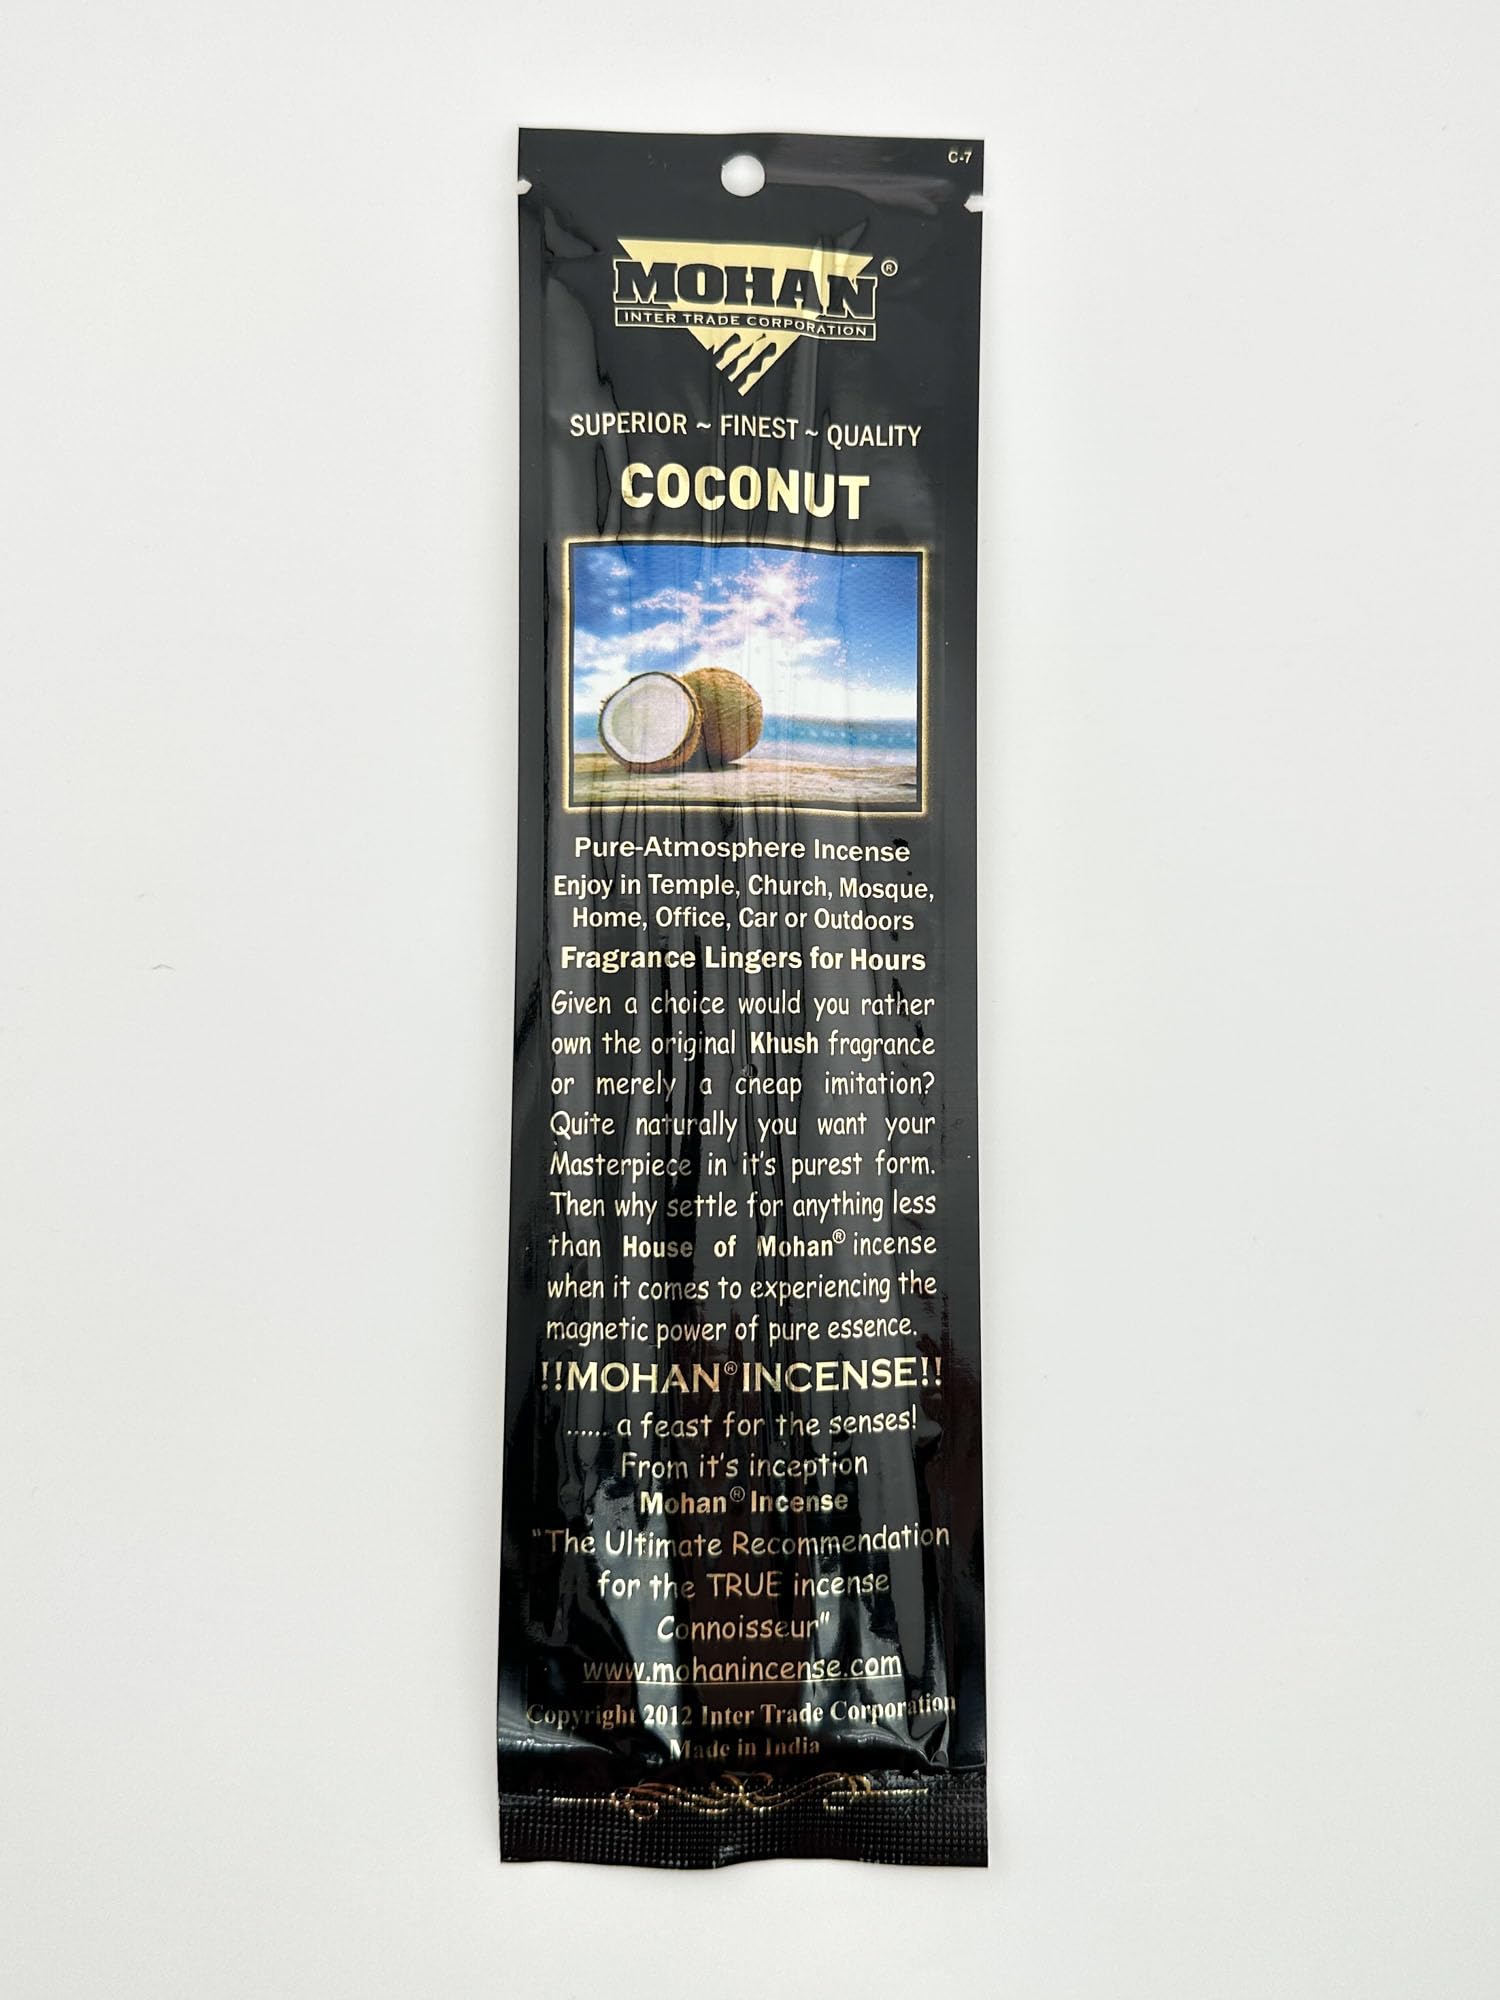 C-7
MOHAN®
INTER TRADE CORPORATION
SUPERIOR ~ FINEST ~ QUALITY
COCONUT
Pure-Atmosphere Incense
Enjoy in Temple, Church, Mosque,
Home, Office, Car or Outdoors
Fragrance Lingers for Hours
Given a choice would you rather
own the original Khush fragrance
or merely a cheap imitation?
Quite naturally you want your
Masterpiece in it's purest form.
Then why settle for anything less
than House of Mohan® incense
when it comes to experiencing the
magnetic power of pure essence.
!!MOHAN®INCENSE!!
...... a feast for the senses!
From it's inception
Mohan® Incense
"The Ultimate Recommendation
for the TRUE incense
Connoisseur"
www.mohanincense.com
Copyright 2012 Inter Trade Corporation
Made in India